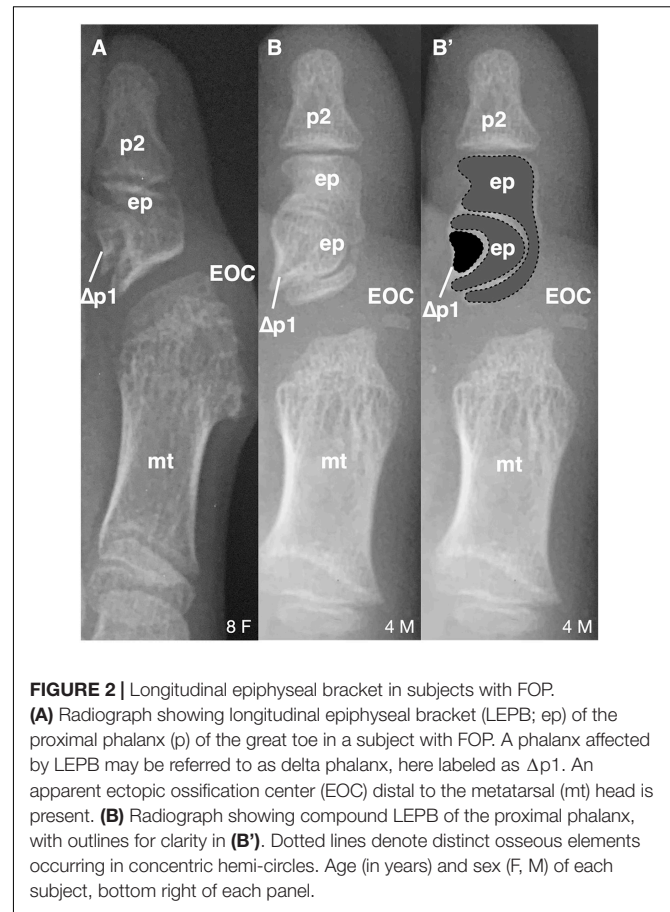 A B B'
p2 p2 p2
ep ep ep
ep ep
EOC EOC EOC
Δp1 Δp1 Δp1
mt mt mt
8 F 4 M 4 M
FIGURE 2 | Longitudinal epiphyseal bracket in subjects with FOP.
(A) Radiograph showing longitudinal epiphyseal bracket (LEPB; ep) of the
proximal phalanx (p) of the great toe in a subject with FOP. A phalanx affected
by LEPB may be referred to as delta phalanx, here labeled as Δp1. An
apparent ectopic ossification center (EOC) distal to the metatarsal (mt) head is
present. (B) Radiograph showing compound LEPB of the proximal phalanx,
with outlines for clarity in (B’). Dotted lines denote distinct osseous elements
occurring in concentric hemi-circles. Age (in years) and sex (F, M) of each
subject, bottom right of each panel.